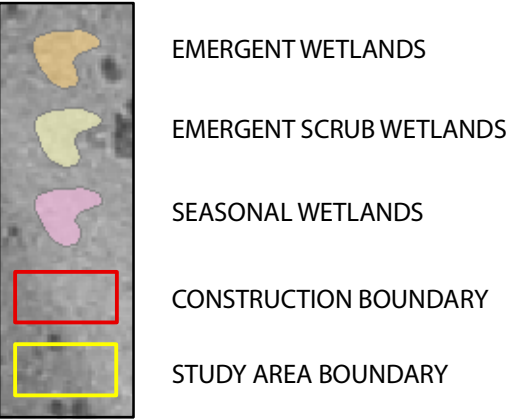 EMERGENT WETLANDS
EMERGENT SCRUB WETLANDS
SEASONAL WETLANDS
CONSTRUCTION BOUNDARY
STUDY AREA BOUNDARY